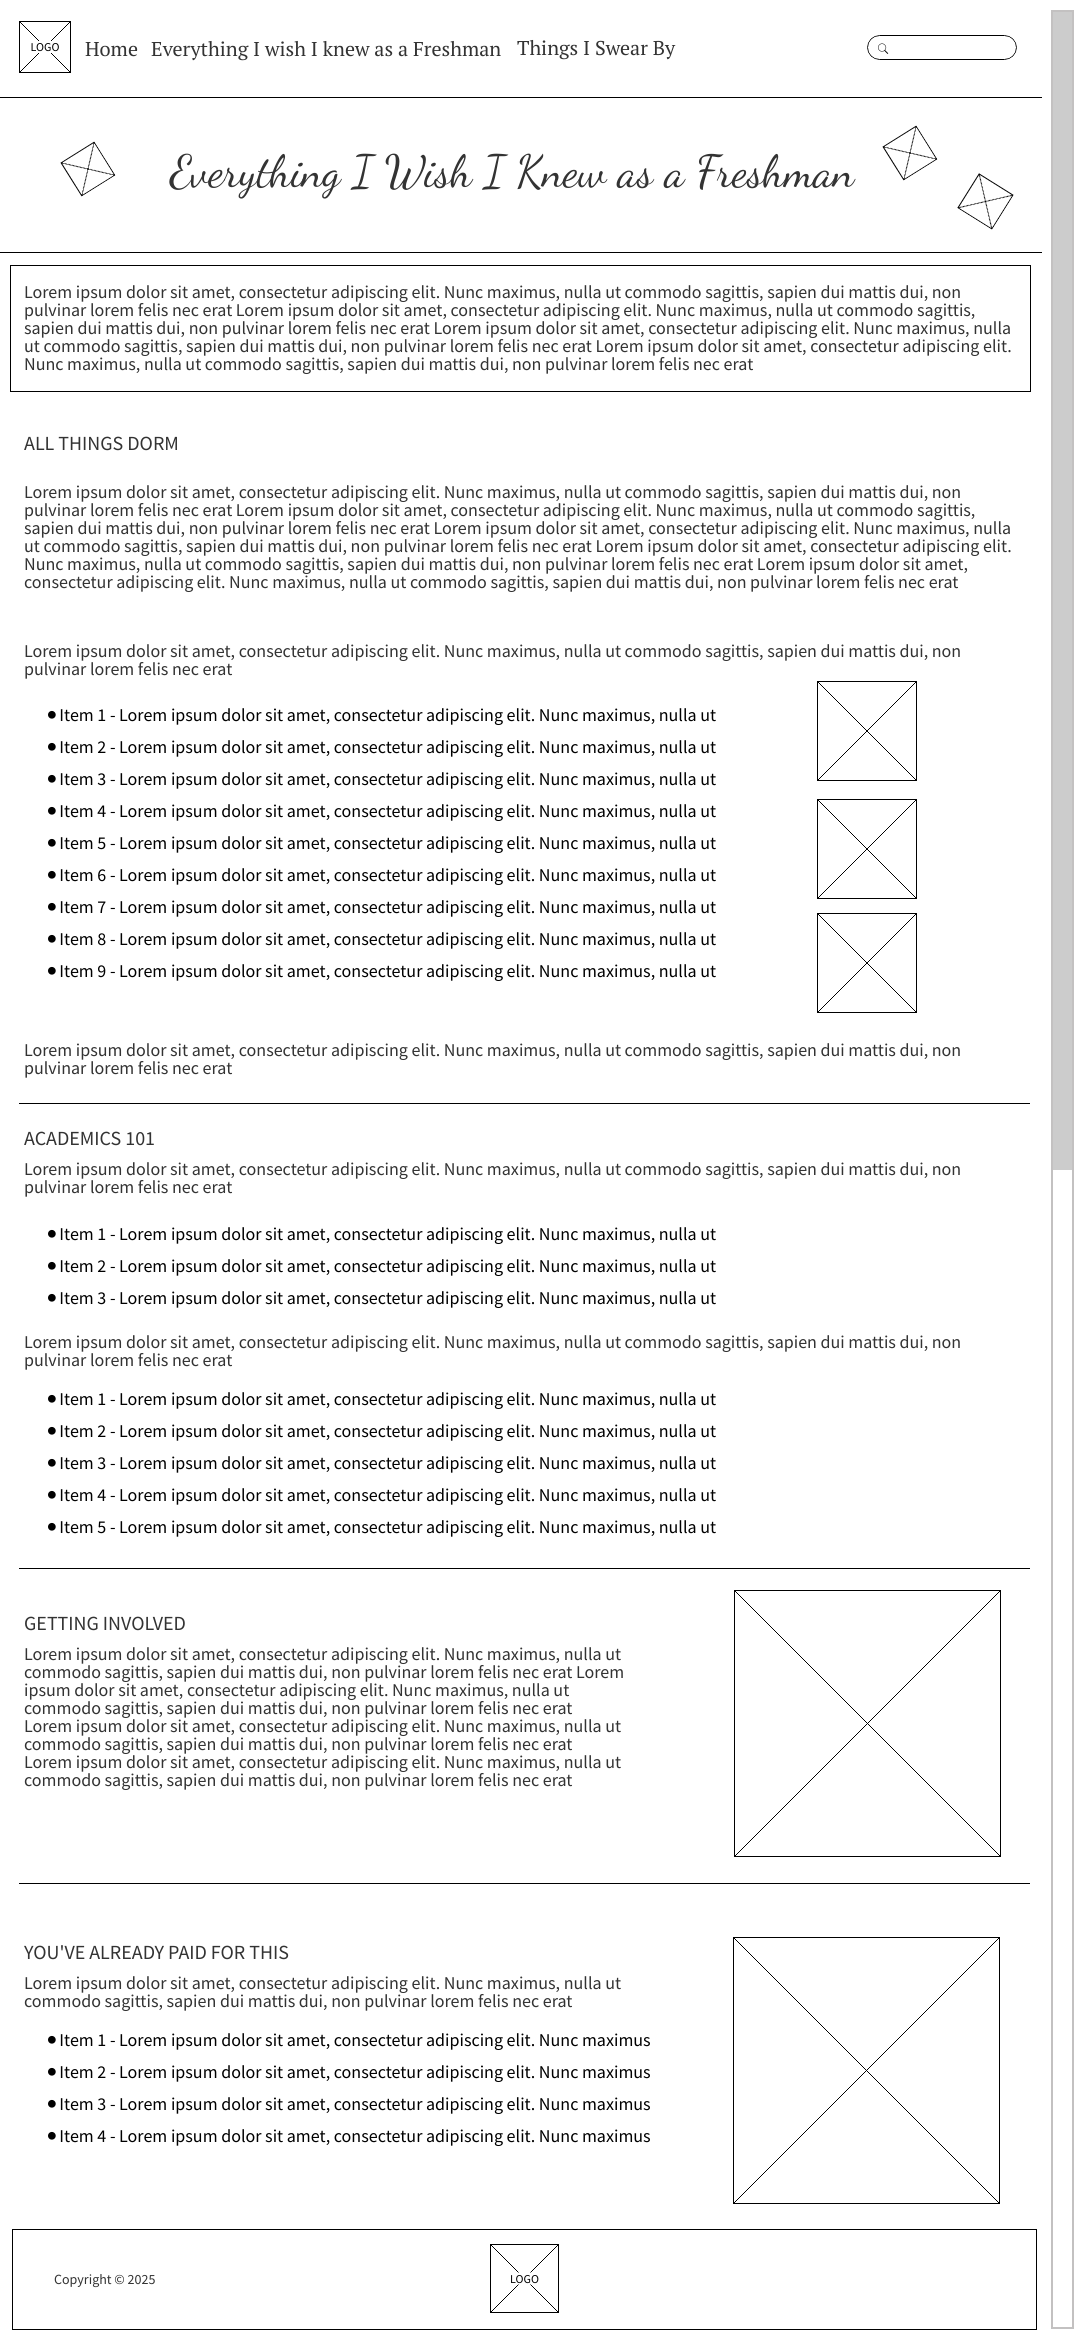 LOGO
Home Everything I wish I knew as a Freshman Things I Swear By
Everything I Wish I Knew as a Freshman
Lorem ipsum dolor sit amet, consectetur adipiscing elit. Nunc maximus, nulla ut commodo sagittis, sapien dui mattis dui, non
pulvinar lorem felis nec erat Lorem ipsum dolor sit amet, consectetur adipiscing elit. Nunc maximus, nulla ut commodo sagittis,
sapien dui mattis dui, non pulvinar lorem felis nec erat Lorem ipsum dolor sit amet, consectetur adipiscing elit. Nunc maximus, nulla
ut commodo sagittis, sapien dui mattis dui, non pulvinar lorem felis nec erat Lorem ipsum dolor sit amet, consectetur adipiscing elit.
Nunc maximus, nulla ut commodo sagittis, sapien dui mattis dui, non pulvinar lorem felis nec erat
ALL THINGS DORM
Lorem ipsum dolor sit amet, consectetur adipiscing elit. Nunc maximus, nulla ut commodo sagittis, sapien dui mattis dui, non
pulvinar lorem felis nec erat Lorem ipsum dolor sit amet, consectetur adipiscing elit. Nunc maximus, nulla ut commodo sagittis,
sapien dui mattis dui, non pulvinar lorem felis nec erat Lorem ipsum dolor sit amet, consectetur adipiscing elit. Nunc maximus, nulla
ut commodo sagittis, sapien dui mattis dui, non pulvinar lorem felis nec erat Lorem ipsum dolor sit amet, consectetur adipiscing elit.
Nunc maximus, nulla ut commodo sagittis, sapien dui mattis dui, non pulvinar lorem felis nec erat Lorem ipsum dolor sit amet,
consectetur adipiscing elit. Nunc maximus, nulla ut commodo sagittis, sapien dui mattis dui, non pulvinar lorem felis nec erat
Lorem ipsum dolor sit amet, consectetur adipiscing elit. Nunc maximus, nulla ut commodo sagittis, sapien dui mattis dui, non
pulvinar lorem felis nec erat
● Item 1 - Lorem ipsum dolor sit amet, consectetur adipiscing elit. Nunc maximus, nulla ut
● Item 2 - Lorem ipsum dolor sit amet, consectetur adipiscing elit. Nunc maximus, nulla ut
● Item 3 - Lorem ipsum dolor sit amet, consectetur adipiscing elit. Nunc maximus, nulla ut
● Item 4 - Lorem ipsum dolor sit amet, consectetur adipiscing elit. Nunc maximus, nulla ut
● Item 5 - Lorem ipsum dolor sit amet, consectetur adipiscing elit. Nunc maximus, nulla ut
● Item 6 - Lorem ipsum dolor sit amet, consectetur adipiscing elit. Nunc maximus, nulla ut
● Item 7 - Lorem ipsum dolor sit amet, consectetur adipiscing elit. Nunc maximus, nulla ut
● Item 8 - Lorem ipsum dolor sit amet, consectetur adipiscing elit. Nunc maximus, nulla ut
● Item 9 - Lorem ipsum dolor sit amet, consectetur adipiscing elit. Nunc maximus, nulla ut
Lorem ipsum dolor sit amet, consectetur adipiscing elit. Nunc maximus, nulla ut commodo sagittis, sapien dui mattis dui, non
pulvinar lorem felis nec erat
ACADEMICS 101
Lorem ipsum dolor sit amet, consectetur adipiscing elit. Nunc maximus, nulla ut commodo sagittis, sapien dui mattis dui, non
pulvinar lorem felis nec erat
● Item 1 - Lorem ipsum dolor sit amet, consectetur adipiscing elit. Nunc maximus, nulla ut
● Item 2 - Lorem ipsum dolor sit amet, consectetur adipiscing elit. Nunc maximus, nulla ut
● Item 3 - Lorem ipsum dolor sit amet, consectetur adipiscing elit. Nunc maximus, nulla ut
Lorem ipsum dolor sit amet, consectetur adipiscing elit. Nunc maximus, nulla ut commodo sagittis, sapien dui mattis dui, non
pulvinar lorem felis nec erat
● Item 1 - Lorem ipsum dolor sit amet, consectetur adipiscing elit. Nunc maximus, nulla ut
● Item 2 - Lorem ipsum dolor sit amet, consectetur adipiscing elit. Nunc maximus, nulla ut
● Item 3 - Lorem ipsum dolor sit amet, consectetur adipiscing elit. Nunc maximus, nulla ut
● Item 4 - Lorem ipsum dolor sit amet, consectetur adipiscing elit. Nunc maximus, nulla ut
● Item 5 - Lorem ipsum dolor sit amet, consectetur adipiscing elit. Nunc maximus, nulla ut
GETTING INVOLVED
Lorem ipsum dolor sit amet, consectetur adipiscing elit. Nunc maximus, nulla ut
commodo sagittis, sapien dui mattis dui, non pulvinar lorem felis nec erat Lorem
ipsum dolor sit amet, consectetur adipiscing elit. Nunc maximus, nulla ut
commodo sagittis, sapien dui mattis dui, non pulvinar lorem felis nec erat
Lorem ipsum dolor sit amet, consectetur adipiscing elit. Nunc maximus, nulla ut
commodo sagittis, sapien dui mattis dui, non pulvinar lorem felis nec erat
Lorem ipsum dolor sit amet, consectetur adipiscing elit. Nunc maximus, nulla ut
commodo sagittis, sapien dui mattis dui, non pulvinar lorem felis nec erat
YOU'VE ALREADY PAID FOR THIS
Lorem ipsum dolor sit amet, consectetur adipiscing elit. Nunc maximus, nulla ut
commodo sagittis, sapien dui mattis dui, non pulvinar lorem felis nec erat
● Item 1 - Lorem ipsum dolor sit amet, consectetur adipiscing elit. Nunc maximus
● Item 2 - Lorem ipsum dolor sit amet, consectetur adipiscing elit. Nunc maximus
● Item 3 - Lorem ipsum dolor sit amet, consectetur adipiscing elit. Nunc maximus
● Item 4 - Lorem ipsum dolor sit amet, consectetur adipiscing elit. Nunc maximus
Copyright © 2025
LOGO